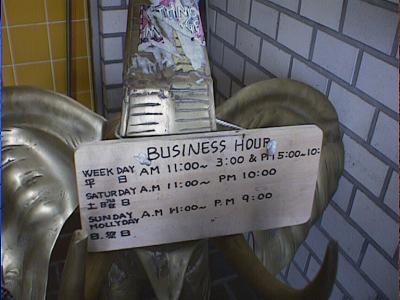 BUSINESS HOUR
WEEK DAY AM 11:00~ 3:00 & PM 5:00~10:
平 日
SATURDAY A.M 11:00~ PM 10:00
土曜日
SUNDAY A.M 11:00~ P.M 9:00
HOLLYDAY
日.祭日